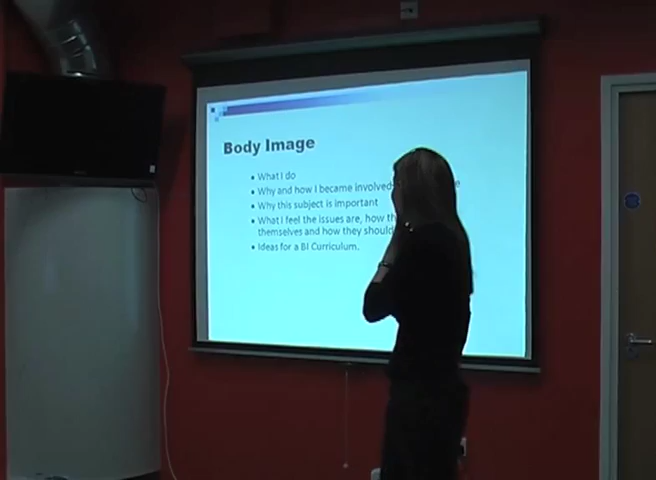 Body Image
• What I do
• Why and how I became involved
• Why this subject is important
• What I feel the issues are, how
themselves and how they should
• Ideas for a BI Curriculum.